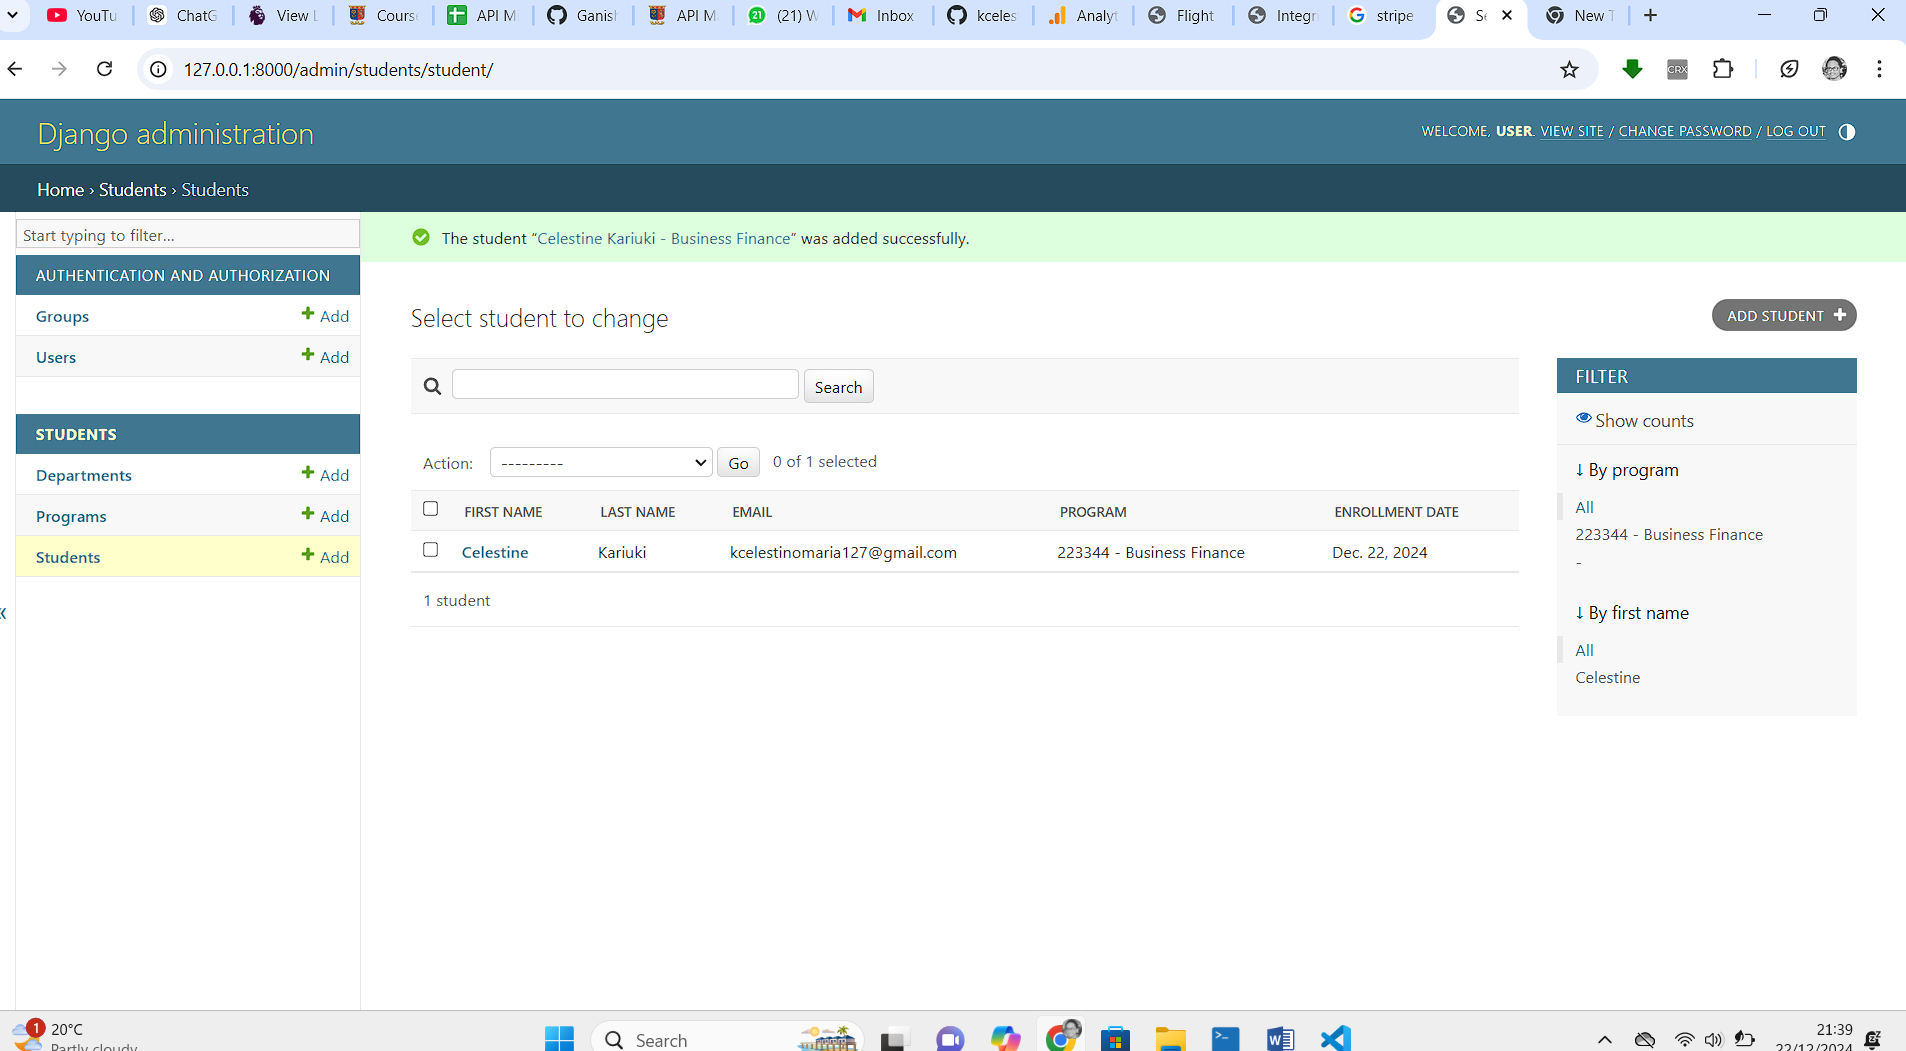 YouTu
ChatG
View L
Cours
API M
Ganish
API M
(21) W
Inbox
kceles
Analyt
Flight
Integr
stripe
Se
New T
127.0.0.1:8000/admin/students/student/
CRX
Django administration
WELCOME, USER. VIEW SITE / CHANGE PASSWORD / LOG OUT
Home › Students › Students
Start typing to filter...
The student “Celestine Kariuki - Business Finance” was added successfully.
AUTHENTICATION AND AUTHORIZATION
Groups + Add
Users + Add
STUDENTS
Departments + Add
Programs + Add
Students + Add
«
Select student to change
ADD STUDENT +
Search
Action: --------- Go 0 of 1 selected
FIRST NAME LAST NAME EMAIL PROGRAM ENROLLMENT DATE
Celestine Kariuki kcelestinomaria127@gmail.com 223344 - Business Finance Dec. 22, 2024
1 student
FILTER
Show counts
↓ By program
All
223344 - Business Finance
-
↓ By first name
All
Celestine
1
20°C
Partly cloudy
Search
21:39
22/12/2024